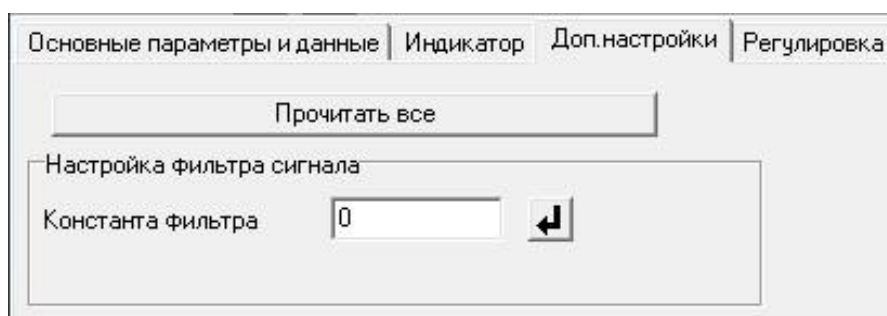 Основные параметры и данные Индикатор Доп.настройки Регулировка
Прочитать все
Настройка фильтра сигнала
Константа фильтра 0